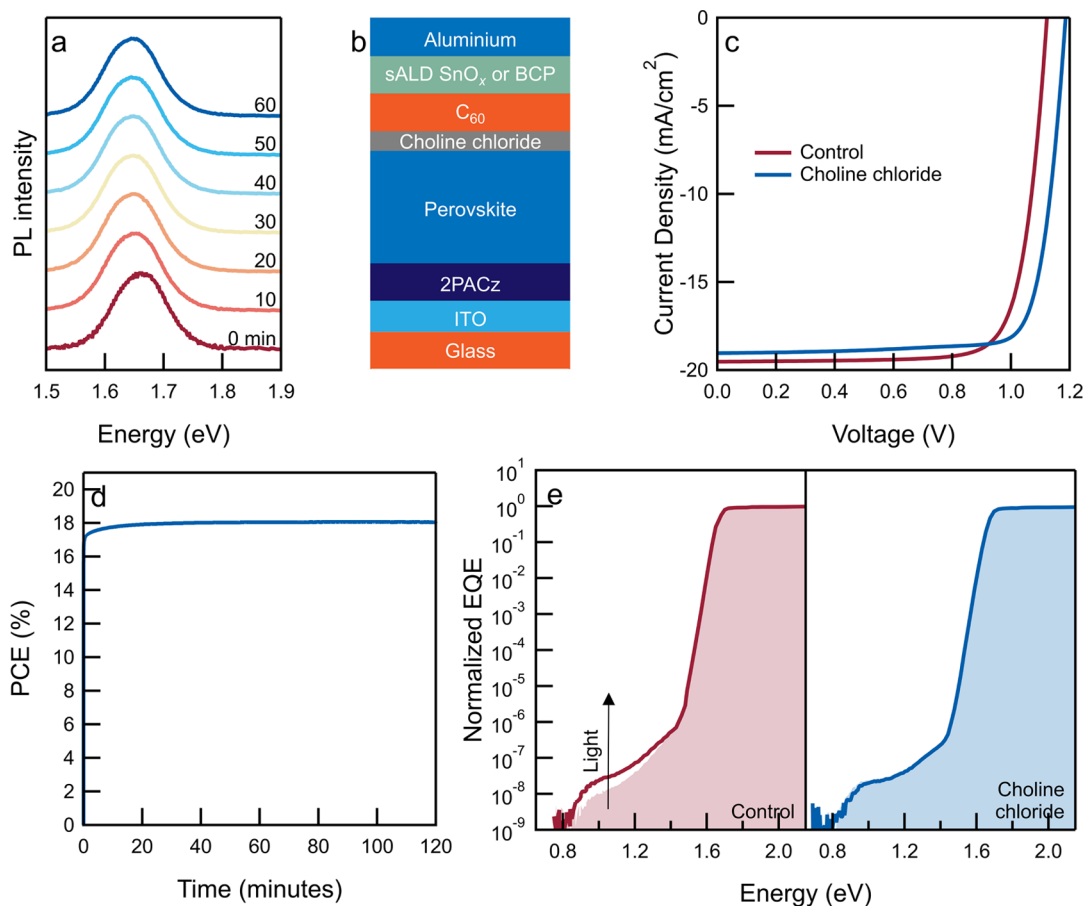 a
60
50
40
30
20
10
0 min
PL intensity
1.5
1.6
1.7
1.8
1.9
Energy (eV)
b
Aluminium
sALD SnOₓ or BCP
C₆₀
Choline chloride
Perovskite
2PACz
ITO
Glass
c
0
-5
-10
-15
-20
Current Density (mA/cm²)
Control
Choline chloride
0.0
0.2
0.4
0.6
0.8
1.0
1.2
Voltage (V)
d
20
18
16
14
12
10
8
6
4
2
0
PCE (%)
0
20
40
60
80
100
120
Time (minutes)
e
10¹
10⁰
10⁻¹
10⁻²
10⁻³
10⁻⁴
10⁻⁵
10⁻⁶
10⁻⁷
10⁻⁸
10⁻⁹
Normalized EQE
Light
Control
Choline
chloride
0.8
1.2
1.6
2.0
0.8
1.2
1.6
2.0
Energy (eV)